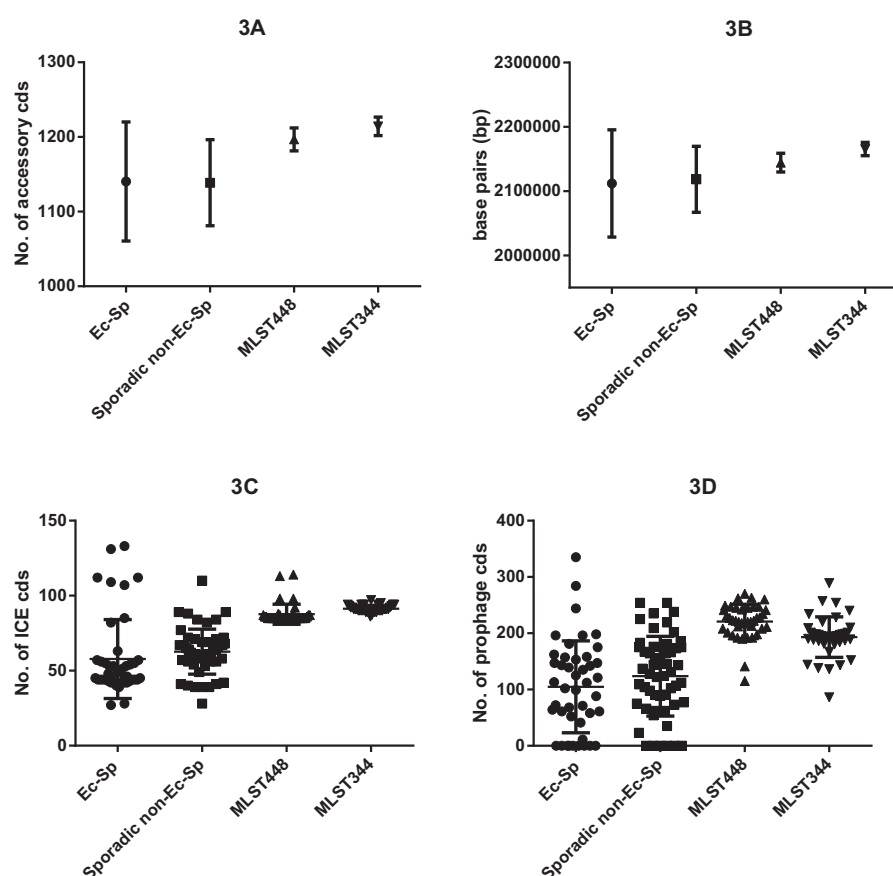 3A
No. of accessory cds
1300
1200
1100
1000
Ec-Sp
Sporadic non-Ec-Sp
MLST448
MLST344
3B
base pairs (bp)
2300000
2200000
2100000
2000000
Ec-Sp
Sporadic non-Ec-Sp
MLST448
MLST344
3C
No. of ICE cds
150
100
50
0
Ec-Sp
Sporadic non-Ec-Sp
MLST448
MLST344
3D
No. of prophage cds
400
300
200
100
0
Ec-Sp
Sporadic non-Ec-Sp
MLST448
MLST344